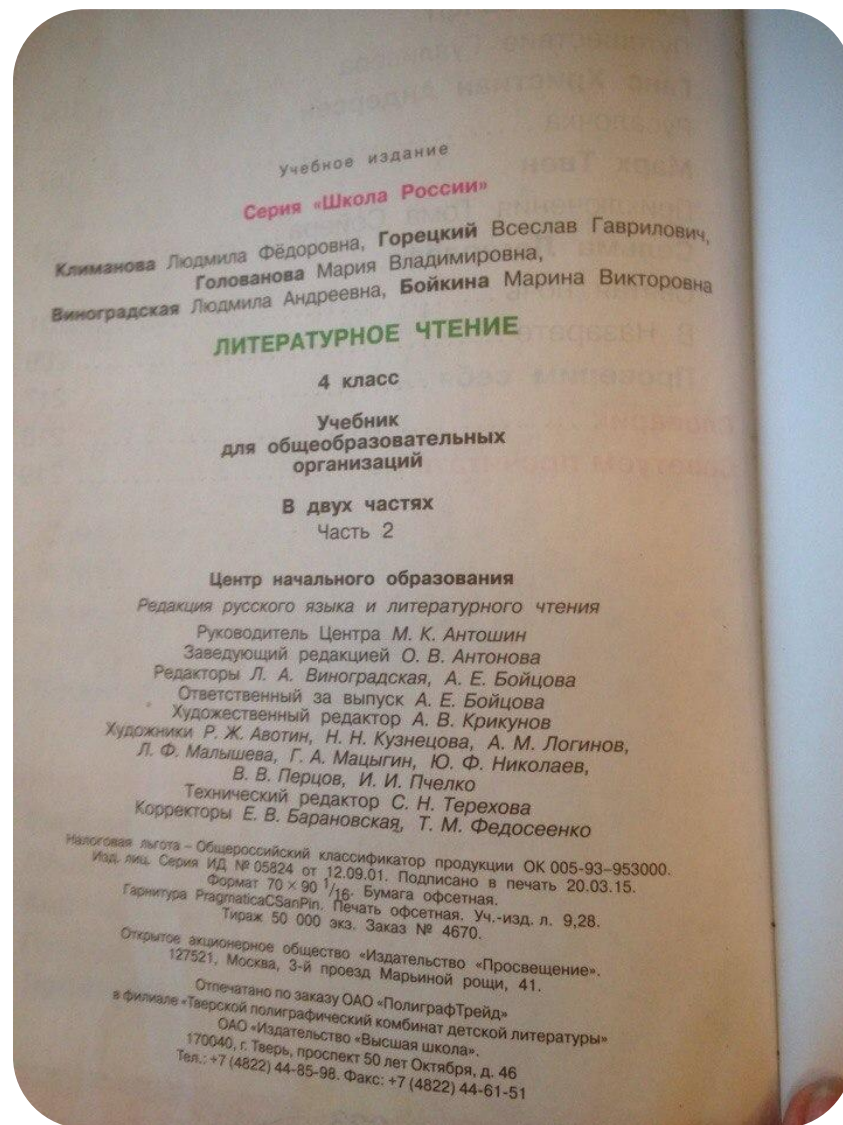 Учебное издание
Серия «Школа России»
Климанова Людмила Фёдоровна, Горецкий Всеслав Гаврилович,
Голованова Мария Владимировна,
Виноградская Людмила Андреевна, Бойкина Марина Викторовна
ЛИТЕРАТУРНОЕ ЧТЕНИЕ
4 класс
Учебник
для общеобразовательных
организаций
В двух частях
Часть 2
Центр начального образования
Редакция русского языка и литературного чтения
Руководитель Центра М. К. Антошин
Заведующий редакцией О. В. Антонова
Редакторы Л. А. Виноградская, А. Е. Бойцова
Ответственный за выпуск А. Е. Бойцова
Художественный редактор А. В. Крикунов
Художники Р. Ж. Авотин, Н. Н. Кузнецова, А. М. Логинов,
Л. Ф. Малышева, Г. А. Мацыгин, Ю. Ф. Николаев,
В. В. Перцов, И. И. Пчелко
Технический редактор С. Н. Терехова
Корректоры Е. В. Барановская, Т. М. Федосеенко
Налоговая льгота – Общероссийский классификатор продукции ОК 005-93–953000.
Изд. лиц. Серия ИД № 05824 от 12.09.01. Подписано в печать 20.03.15.
Формат 70 × 90 1/16. Бумага офсетная.
Гарнитура PragmaticaCSanPin. Печать офсетная. Уч.-изд. л. 9,28.
Тираж 50 000 экз. Заказ № 4670.
Открытое акционерное общество «Издательство «Просвещение».
127521, Москва, 3-й проезд Марьиной рощи, 41.
Отпечатано по заказу ОАО «ПолиграфТрейд»
в филиале «Тверской полиграфический комбинат детской литературы»
ОАО «Издательство «Высшая школа».
170040, г. Тверь, проспект 50 лет Октября, д. 46
Тел.: +7 (4822) 44-85-98. Факс: +7 (4822) 44-61-51